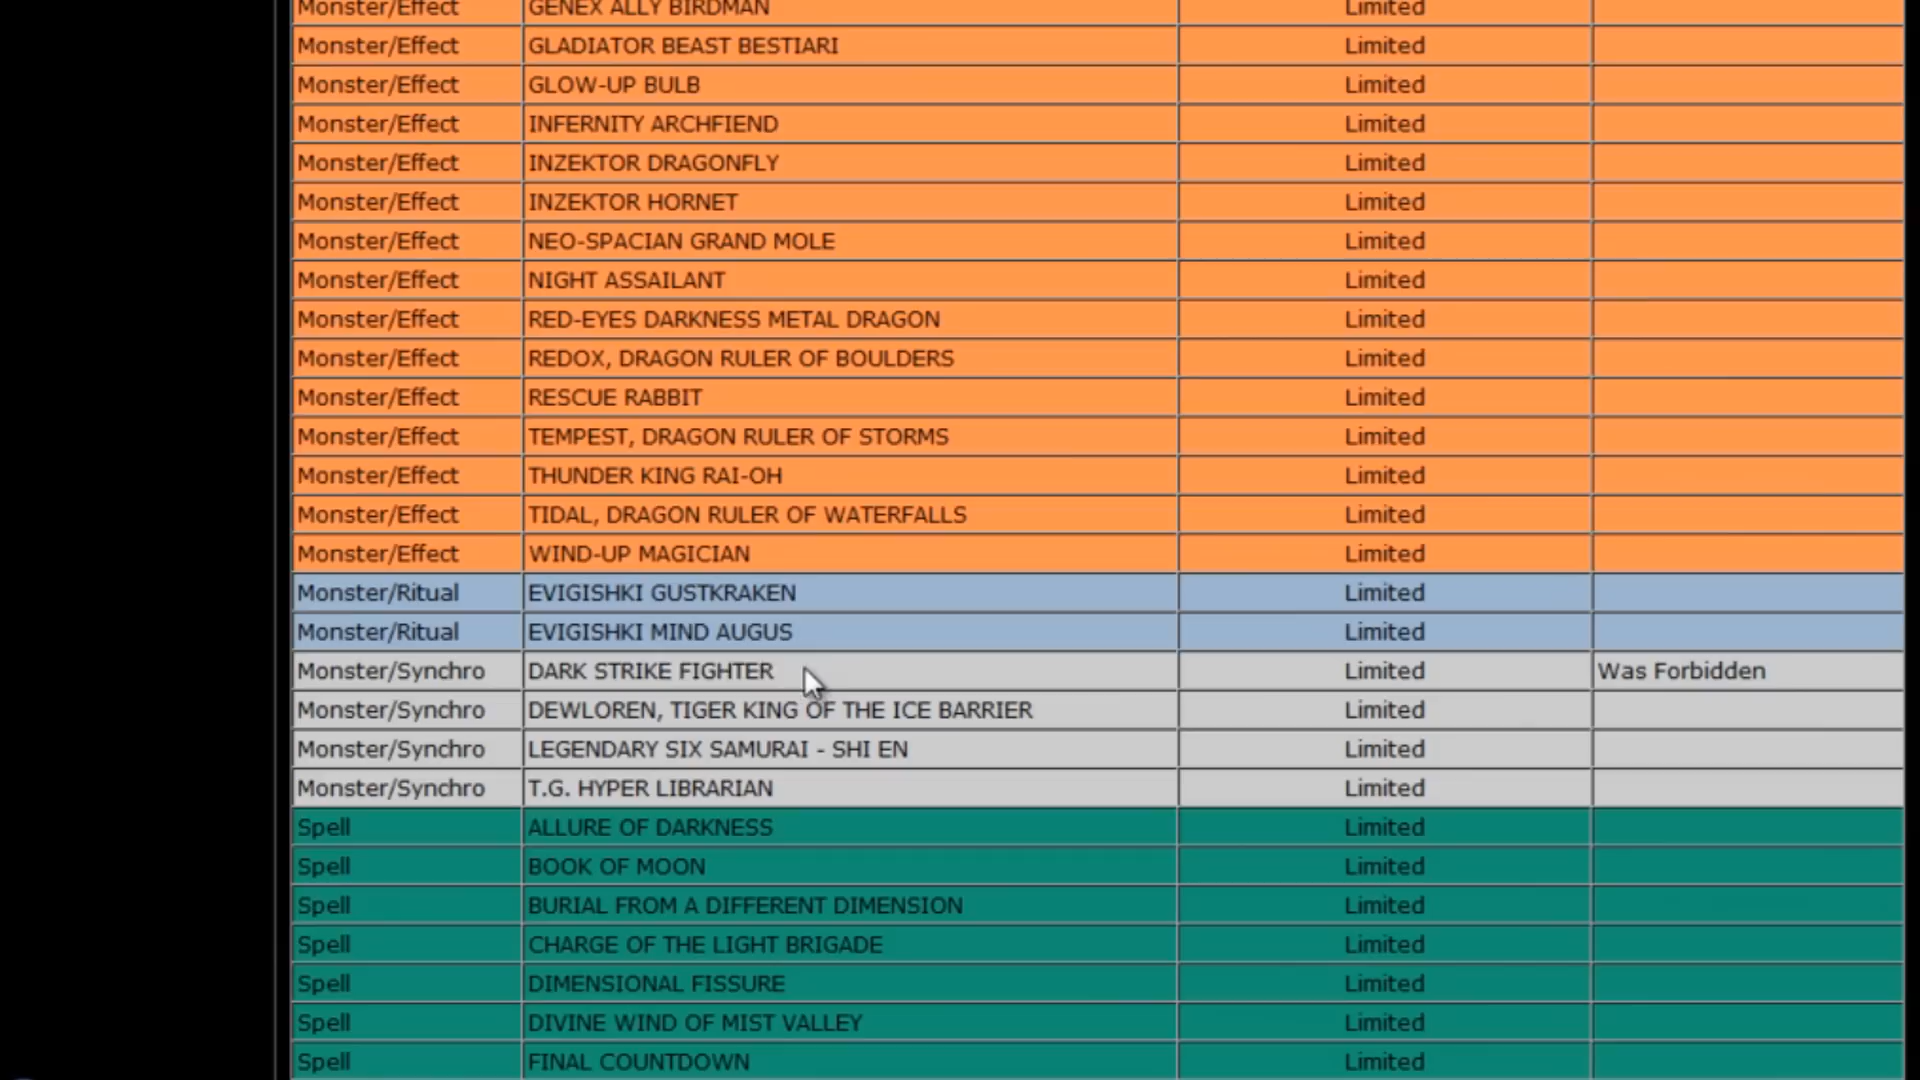 Monster/Effect GENEX ALLY BIRDMAN Limited
Monster/Effect GLADIATOR BEAST BESTIARI Limited
Monster/Effect GLOW-UP BULB Limited
Monster/Effect INFERNITY ARCHFIEND Limited
Monster/Effect INZEKTOR DRAGONFLY Limited
Monster/Effect INZEKTOR HORNET Limited
Monster/Effect NEO-SPACIAN GRAND MOLE Limited
Monster/Effect NIGHT ASSAILANT Limited
Monster/Effect RED-EYES DARKNESS METAL DRAGON Limited
Monster/Effect REDOX, DRAGON RULER OF BOULDERS Limited
Monster/Effect RESCUE RABBIT Limited
Monster/Effect TEMPEST, DRAGON RULER OF STORMS Limited
Monster/Effect THUNDER KING RAI-OH Limited
Monster/Effect TIDAL, DRAGON RULER OF WATERFALLS Limited
Monster/Effect WIND-UP MAGICIAN Limited
Monster/Ritual EVIGISHKI GUSTKRAKEN Limited
Monster/Ritual EVIGISHKI MIND AUGUS Limited
Monster/Synchro DARK STRIKE FIGHTER Limited Was Forbidden
Monster/Synchro DEWLOREN, TIGER KING OF THE ICE BARRIER Limited
Monster/Synchro LEGENDARY SIX SAMURAI - SHI EN Limited
Monster/Synchro T.G. HYPER LIBRARIAN Limited
Spell ALLURE OF DARKNESS Limited
Spell BOOK OF MOON Limited
Spell BURIAL FROM A DIFFERENT DIMENSION Limited
Spell CHARGE OF THE LIGHT BRIGADE Limited
Spell DIMENSIONAL FISSURE Limited
Spell DIVINE WIND OF MIST VALLEY Limited
Spell FINAL COUNTDOWN Limited